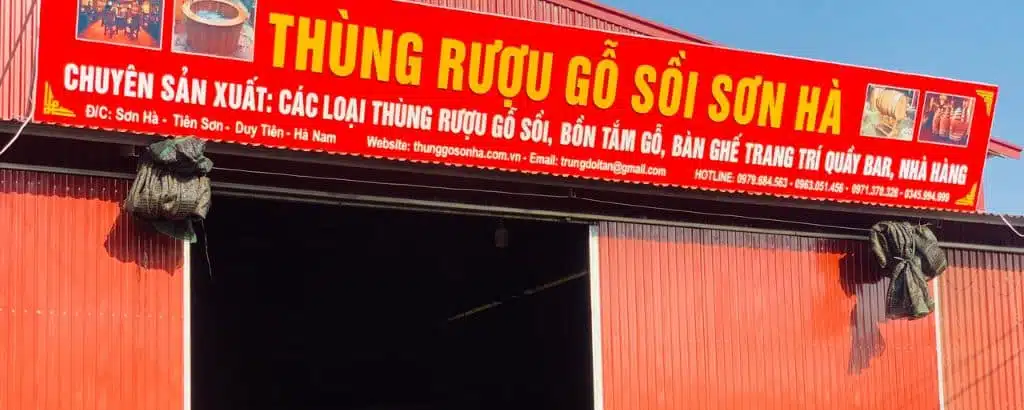 THÙNG RƯỢU GỖ SỒI SƠN HÀ
CHUYÊN SẢN XUẤT: CÁC LOẠI THÙNG RƯỢU GỖ SỒI, BỒN TẮM GỖ, BÀN GHẾ TRANG TRÍ QUẦY BAR, NHÀ HÀNG
Đ/C: Sơn Hà - Tiên Sơn - Duy Tiên - Hà Nam
Website: thunggosonha.com.vn - Email: trungdoitan@gmail.com
HOTLINE: 0979.684.563 - 0963.051.456 - 0971.378.326 - 0345.994.999